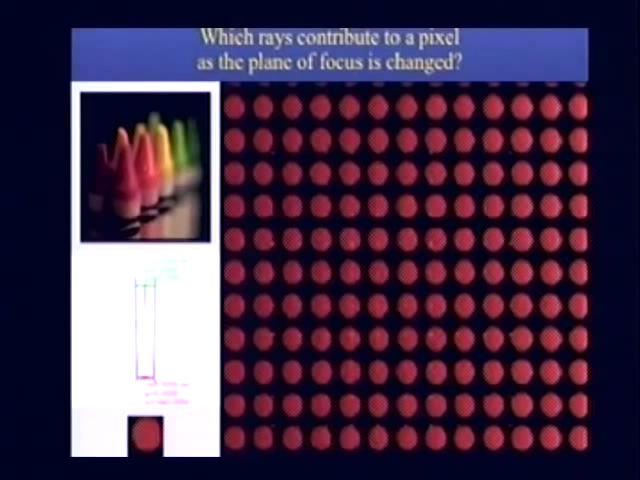 Which rays contribute to a pixel
as the plane of focus is changed?